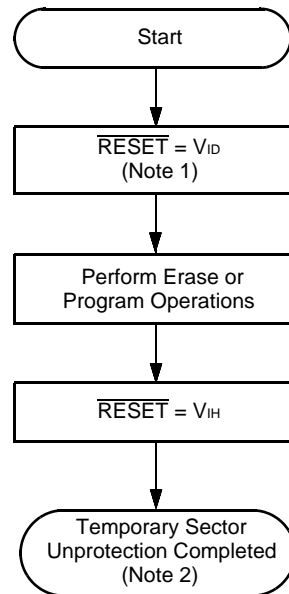 Start
RESET = VID
(Note 1)
Perform Erase or
Program Operations
RESET = VIH
Temporary Sector
Unprotection Completed
(Note 2)